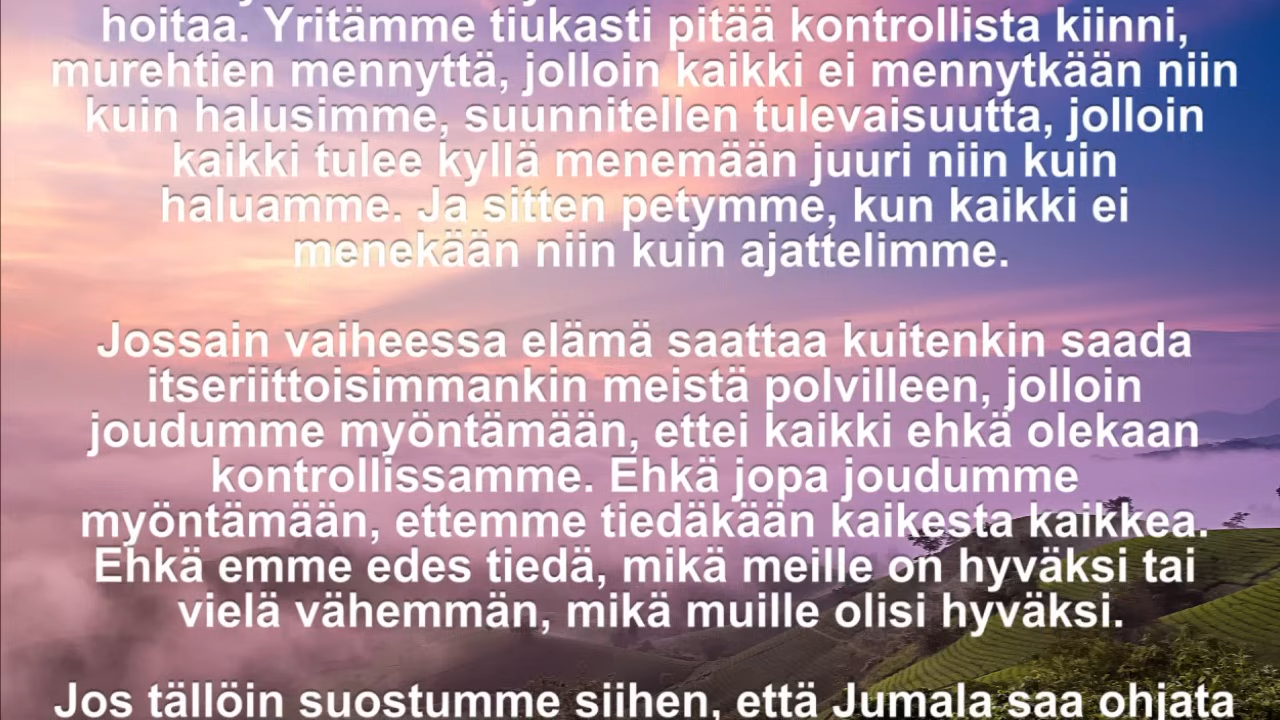 hoitaa. Yritämme tiukasti pitää kontrollista kiinni,
murehtien mennyttä, jolloin kaikki ei mennytkään niin
kuin halusimme, suunnitellen tulevaisuutta, jolloin
kaikki tulee kyllä menemään juuri niin kuin
haluamme. Ja sitten petymme, kun kaikki ei
menekään niin kuin ajattelimme.
Jossain vaiheessa elämä saattaa kuitenkin saada
itseriittoisimmankin meistä polvilleen, jolloin
joudumme myöntämään, ettei kaikki ehkä olekaan
kontrollissamme. Ehkä jopa joudumme
myöntämään, ettemme tiedäkään kaikesta kaikkea.
Ehkä emme edes tiedä, mikä meille on hyväksi tai
vielä vähemmän, mikä muille olisi hyväksi.
Jos tällöin suostumme siihen, että Jumala saa ohjata